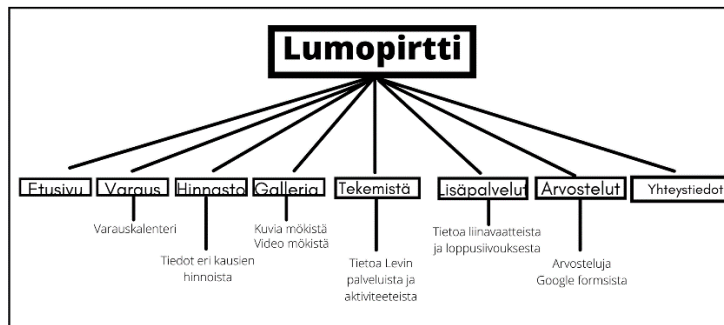 Lumopirtti
Etusivu
Varaus
Hinnasto
Galleria
Tekemistä
Lisäpalvelut
Arvostelut
Yhteystiedot
Varauskalenteri
Tiedot eri kausien
hinnoista
Kuvia mökistä
Video mökistä
Tietoa Levin
palveluista ja
aktiviteeteista
Tietoa liinavaatteista
ja loppusiivouksesta
Arvosteluja
Google formsista